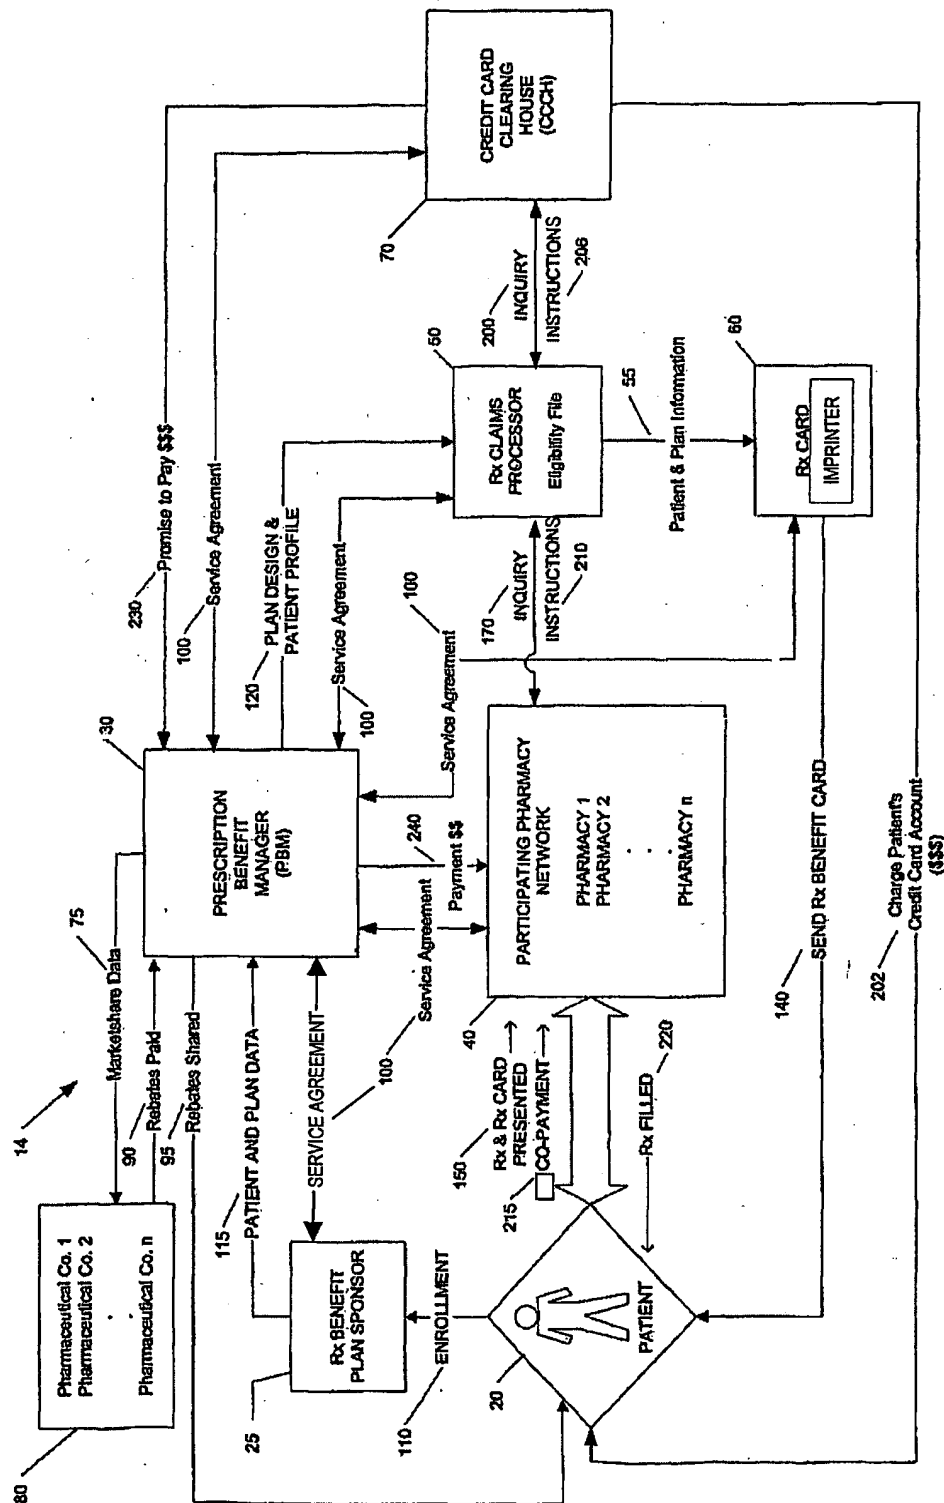 14
80
Pharmaceutical Co. 1
Pharmaceutical Co. 2
Pharmaceutical Co. n
Marketshare Data
75
90
Rebates Paid
95
Rebates Shared
30
PRESCRIPTION
BENEFIT
MANAGER
(PBM)
230
Promise to Pay $$$
100
Service Agreement
120
PLAN DESIGN &
PATIENT PROFILE
Service Agreement
100
Service Agreement
100
CREDIT CARD
CLEARING
HOUSE
(CCCH)
70
115
PATIENT AND PLAN DATA
SERVICE AGREEMENT
100
Service Agreement
Payment $$
240
25
Rx BENEFIT
PLAN SPONSOR
110
ENROLLMENT
40
PARTICIPATING PHARMACY
NETWORK
PHARMACY 1
PHARMACY 2
PHARMACY n
170
INQUIRY
INSTRUCTIONS
210
50
Rx CLAIMS
PROCESSOR
Eligibility File
200
INQUIRY
INSTRUCTIONS
206
55
Patient & Plan Information
60
Rx CARD
IMPRINTER
150
Rx & Rx CARD
PRESENTED
215
CO-PAYMENT
Rx FILLED
220
20
PATIENT
140
SEND Rx BENEFIT CARD
202
Charge Patient's
Credit Card Account
($$$)